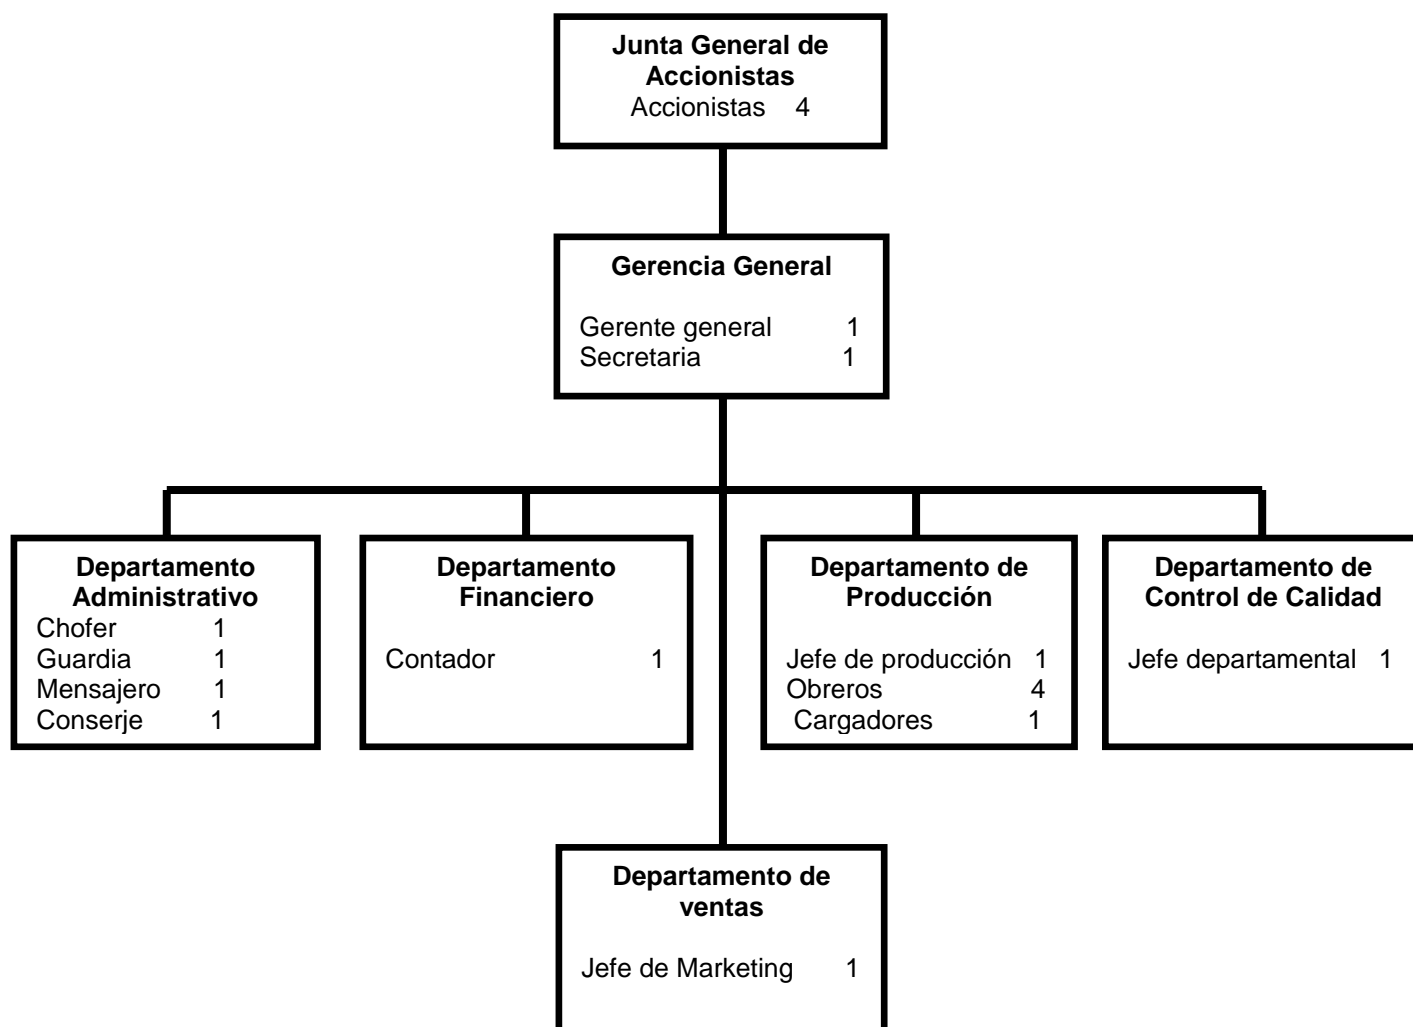 Junta General de
Accionistas
Accionistas 4
Gerencia General
Gerente general 1
Secretaria 1
Departamento
Administrativo
Chofer 1
Guardia 1
Mensajero 1
Conserje 1
Departamento
Financiero
Contador 1
Departamento de
Producción
Jefe de producción 1
Obreros 4
Cargadores 1
Departamento de
Control de Calidad
Jefe departamental 1
Departamento de
ventas
Jefe de Marketing 1